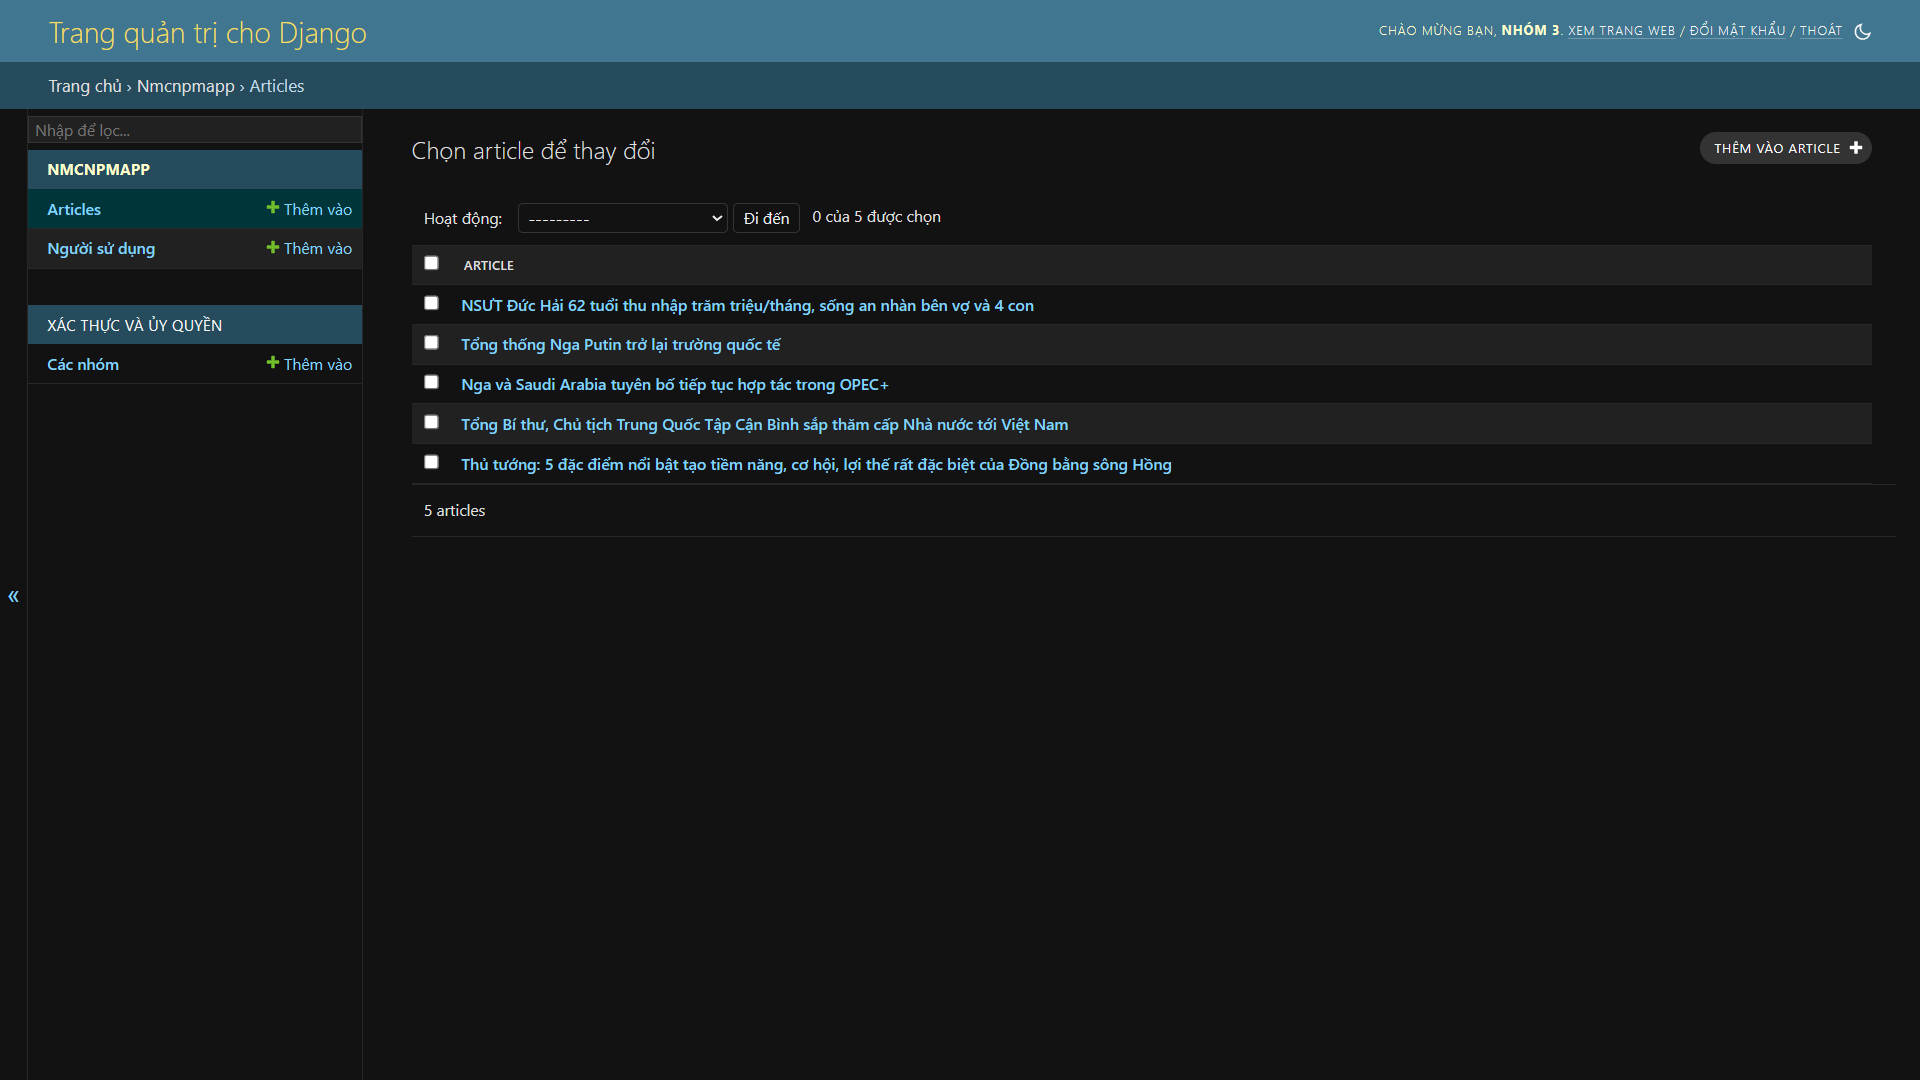 Trang quản trị cho Django
CHÀO MỪNG BẠN, NHÓM 3. XEM TRANG WEB / ĐỔI MẬT KHẨU / THOÁT
Trang chủ › Nmcnpmapp › Articles
Nhập để lọc...
NMCNPMAPP
Articles Thêm vào
Người sử dụng Thêm vào
XÁC THỰC VÀ ỦY QUYỀN
Các nhóm Thêm vào
«
Chọn article để thay đổi
THÊM VÀO ARTICLE
Hoạt động: --------- Đi đến 0 của 5 được chọn
ARTICLE
NSƯT Đức Hải 62 tuổi thu nhập trăm triệu/tháng, sống an nhàn bên vợ và 4 con
Tổng thống Nga Putin trở lại trường quốc tế
Nga và Saudi Arabia tuyên bố tiếp tục hợp tác trong OPEC+
Tổng Bí thư, Chủ tịch Trung Quốc Tập Cận Bình sắp thăm cấp Nhà nước tới Việt Nam
Thủ tướng: 5 đặc điểm nổi bật tạo tiềm năng, cơ hội, lợi thế rất đặc biệt của Đồng bằng sông Hồng
5 articles